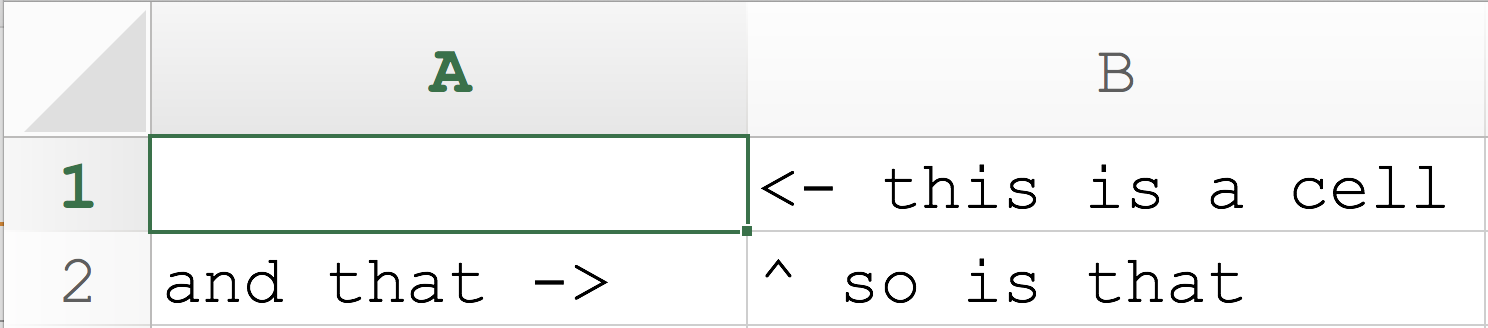 A B
1 <- this is a cell
2 and that -> ^ so is that